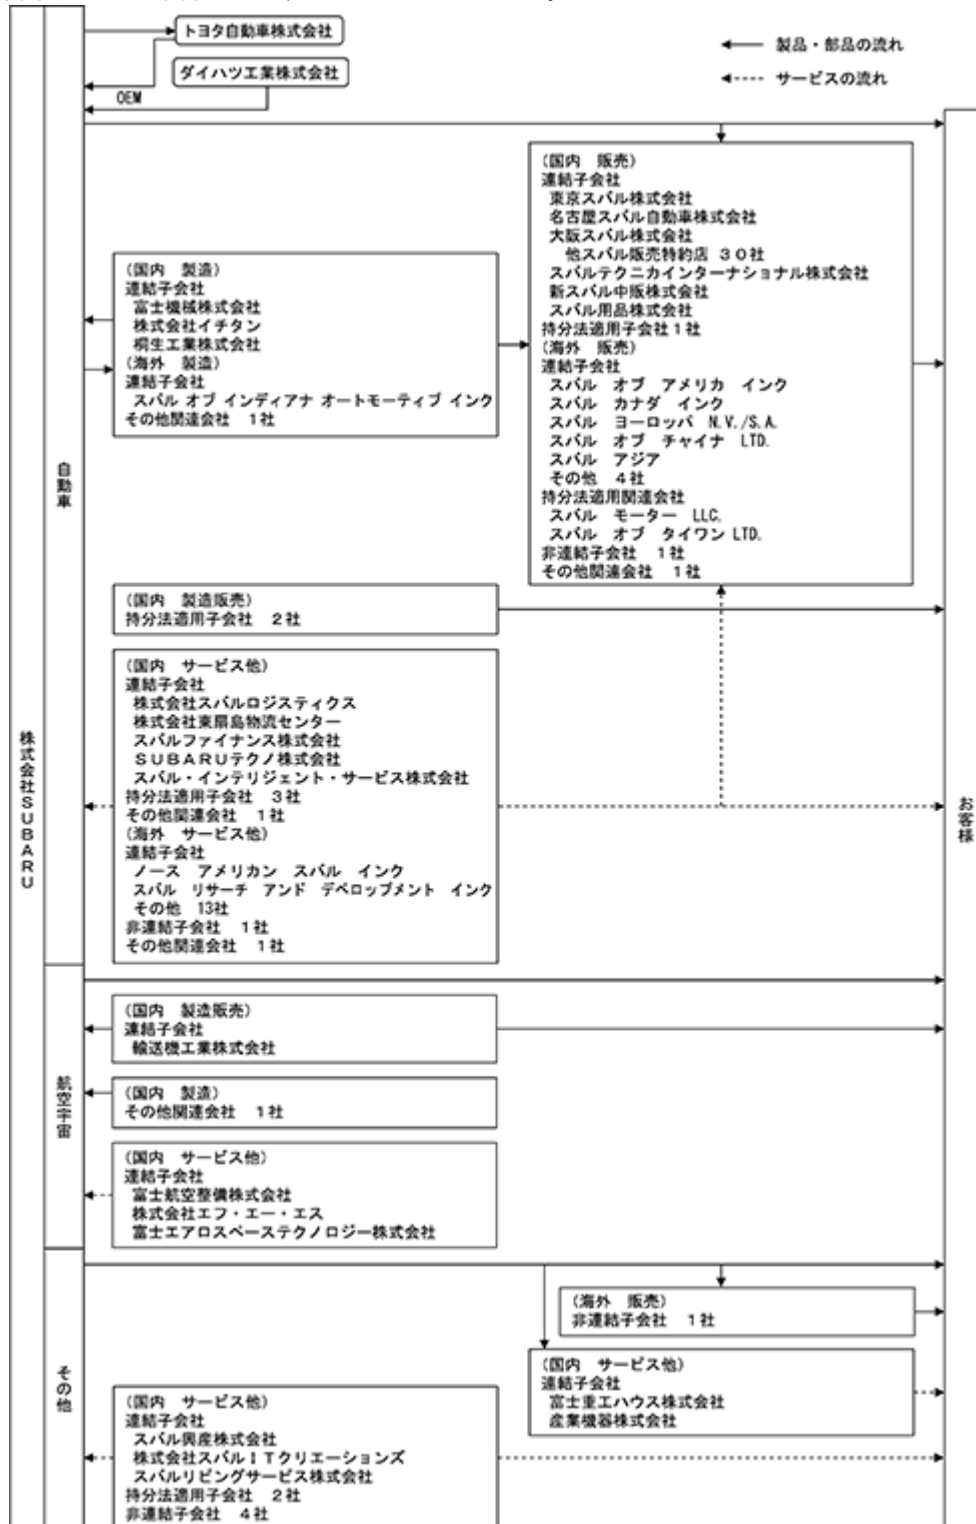 トヨタ自動車株式会社
ダイハツ工業株式会社
OEM
製品・部品の流れ
サービスの流れ
(国内 販売)
連結子会社
東京スバル株式会社
名古屋スバル自動車株式会社
大阪スバル株式会社
他スバル販売特約店 30社
スバルテクニカインターナショナル株式会社
新スバル中販株式会社
スバル用品株式会社
持分法適用子会社1社
(海外 販売)
連結子会社
スバル オブ アメリカ インク
スバル カナダ インク
スバル ヨーロッパ N.V./S.A.
スバル オブ チャイナ LTD.
スバル アジア
その他 4社
持分法適用関連会社
スバル モーター LLC.
スバル オブ タイワン LTD.
非連結子会社 1社
その他関連会社 1社
(国内 製造)
連結子会社
富士機械株式会社
株式会社イチタン
桐生工業株式会社
(海外 製造)
連結子会社
スバル オブ インディアナ オートモーティブ インク
その他関連会社 1社
自動車
(国内 製造販売)
持分法適用子会社 2社
(国内 サービス他)
連結子会社
株式会社スバルロジスティクス
株式会社東扇島物流センター
スバルファイナンス株式会社
SUBARUテクノ株式会社
スバル・インテリジェント・サービス株式会社
持分法適用子会社 3社
その他関連会社 1社
(海外 サービス他)
連結子会社
ノース アメリカン スバル インク
スバル リサーチ アンド デベロップメント インク
その他 13社
非連結子会社 1社
その他関連会社 1社
株式会社SUBARU
お客様
(国内 製造販売)
連結子会社
輸送機工業株式会社
航空宇宙
(国内 製造)
その他関連会社 1社
(国内 サービス他)
連結子会社
富士航空整備株式会社
株式会社エフ・エー・エス
富士エアロスペーステクノロジー株式会社
その他
(海外 販売)
非連結子会社 1社
(国内 サービス他)
連結子会社
富士重工ハウス株式会社
産業機器株式会社
(国内 サービス他)
連結子会社
スバル興産株式会社
株式会社スバルITクリエーションズ
スバルリビングサービス株式会社
持分法適用子会社 2社
非連結子会社 4社